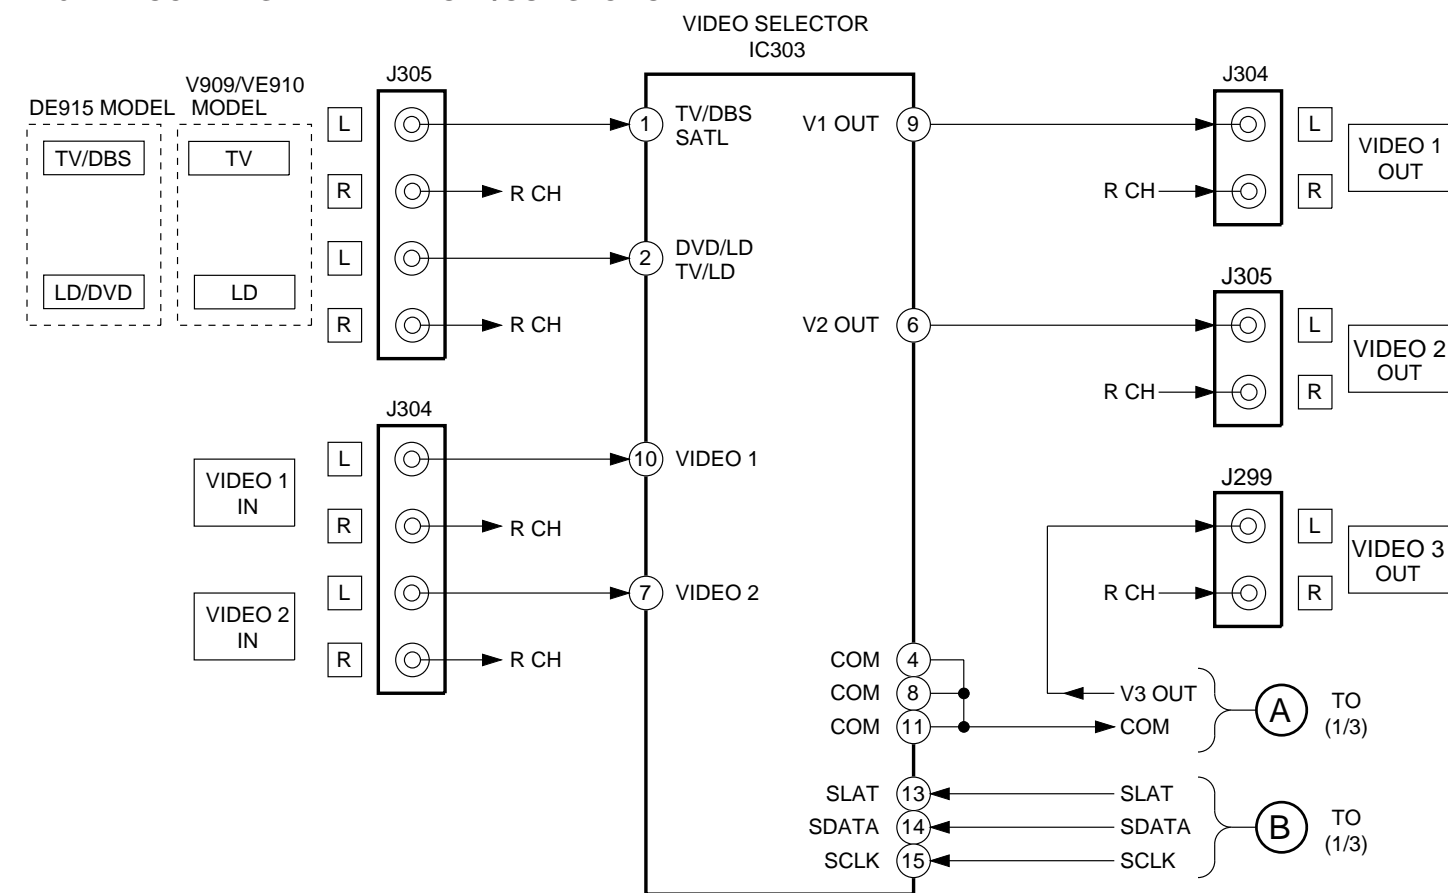 VIDEO SELECTOR
IC303
DE915 MODEL
V909/VE910
MODEL
TV/DBS
TV
LD/DVD
LD
J305
L
R
L
R
R CH
R CH
1
TV/DBS
SATL
2
DVD/LD
TV/LD
J304
VIDEO 1
IN
VIDEO 2
IN
L
R
L
R
R CH
R CH
10
VIDEO 1
7
VIDEO 2
V1 OUT
9
V2 OUT
6
COM
4
COM
8
COM
11
SLAT
13
SDATA
14
SCLK
15
J304
R CH
L
R
VIDEO 1
OUT
J305
R CH
L
R
VIDEO 2
OUT
J299
R CH
L
R
VIDEO 3
OUT
V3 OUT
COM
A
TO
(1/3)
SLAT
SDATA
SCLK
B
TO
(1/3)